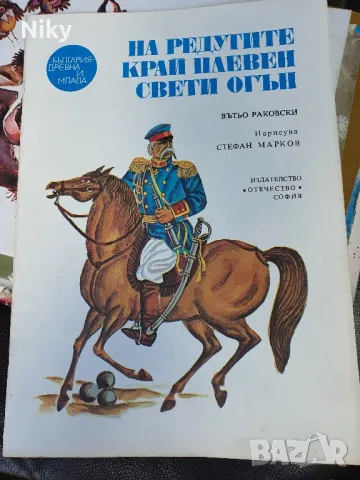 Niky
БЪЛГАРИЯ-
ДРЕВНА
И
МЛАДА
НА РЕДУТИТЕ
КРАЙ ПЛЕВЕН
СВЕТИ ОГЪН
ВЪТЬО РАКОВСКИ
Нарисува
СТЕФАН МАРКОВ
ИЗДАТЕЛСТВО
•ОТЕЧЕСТВО•
СОФИЯ
bazar